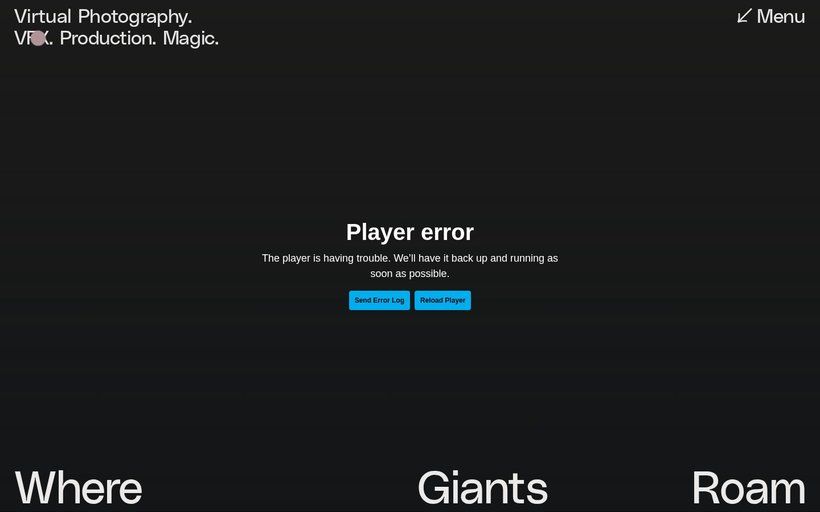 Virtual Photography.
VFX. Production. Magic.
Menu
Player error
The player is having trouble. We’ll have it back up and running as
soon as possible.
Send Error Log
Reload Player
Where Giants Roam